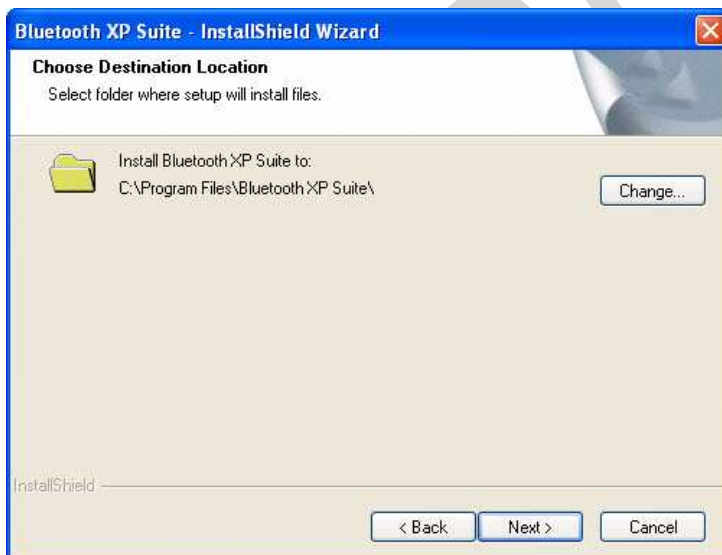 Bluetooth XP Suite - InstallShield Wizard
Choose Destination Location
Select folder where setup will install files.
Install Bluetooth XP Suite to:
C:\Program Files\Bluetooth XP Suite\
Change...
InstallShield
< Back
Next >
Cancel